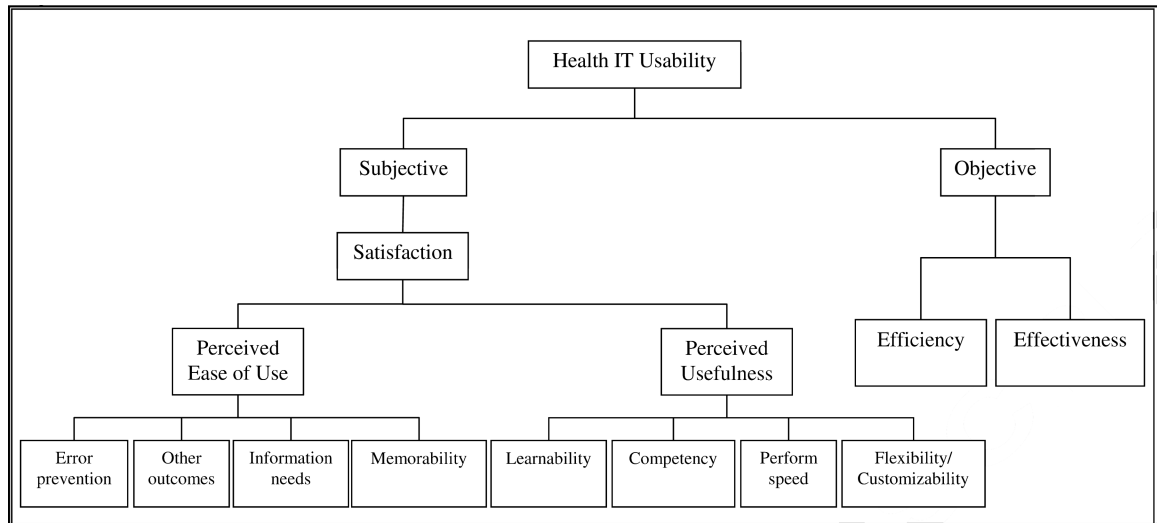 Health IT Usability
Subjective
Objective
Satisfaction
Efficiency
Effectiveness
Perceived
Ease of Use
Perceived
Usefulness
Error
prevention
Other
outcomes
Information
needs
Memorability
Learnability
Competency
Perform
speed
Flexibility/
Customizability